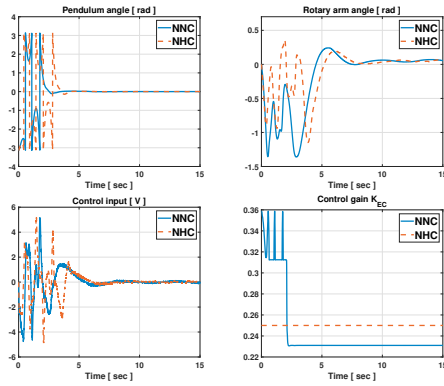 Pendulum angle [ rad ]
4
3
2
1
0
-1
-2
-3
-4
0 5 10 15
Time [ sec ]
NNC
NHC
Rotary arm angle [ rad ]
0.5
0
-0.5
-1
-1.5
0 5 10 15
Time [ sec ]
NNC
NHC
Control input [ V ]
6
4
2
0
-2
-4
-6
0 5 10 15
Time [ sec ]
NNC
NHC
Control gain K_EC
0.36
0.34
0.32
0.3
0.28
0.26
0.24
0.22
0 5 10 15
Time [ sec ]
NNC
NHC